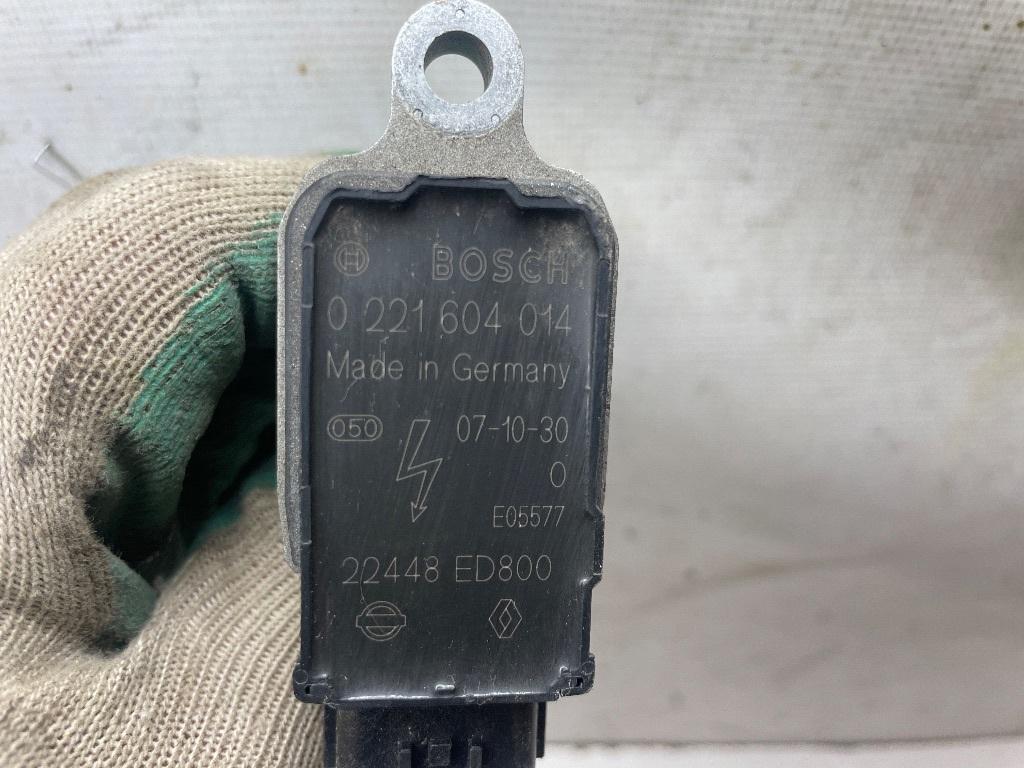 BOSCH
0 221 604 014
Made in Germany
050 07-10-30
0
E05577
22448 ED800